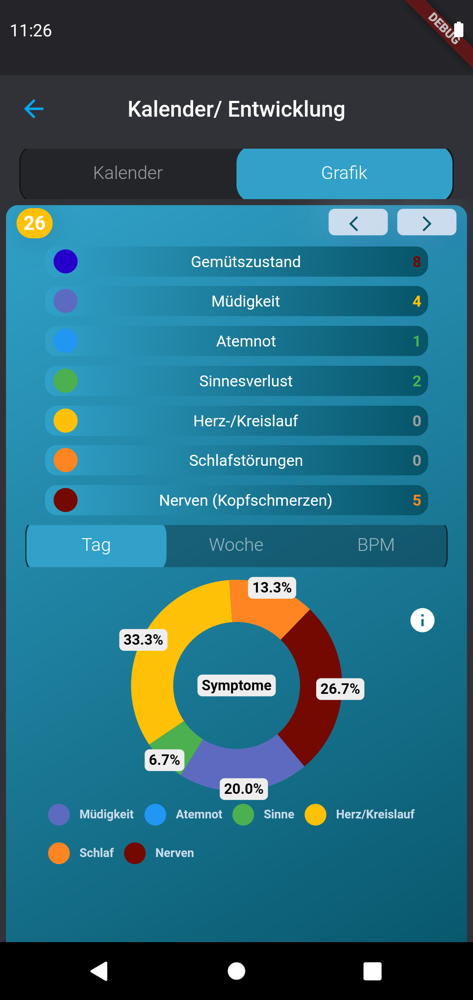 11:26
DEBUG
Kalender/ Entwicklung
Kalender Grafik
26
Gemützustand 8
Müdigkeit 4
Atemnot 1
Sinnesverlust 2
Herz-/Kreislauf 0
Schlafstörungen 0
Nerven (Kopfschmerzen) 5
Tag Woche BPM
13.3%
33.3%
Symptome
26.7%
6.7%
20.0%
Müdigkeit Atemnot Sinne Herz/Kreislauf
Schlaf Nerven